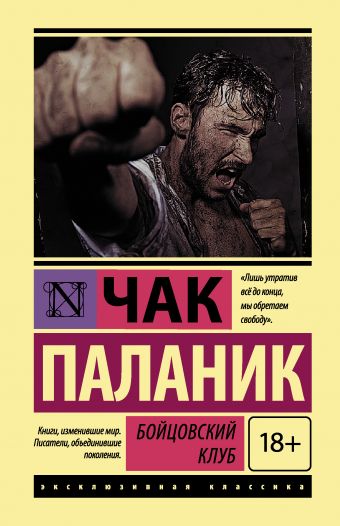 N
ЧАК
«Лишь утратив
всё до конца,
мы обретаем
свободу».
ПАЛАНИК
Книги, изменившие мир.
Писатели, объединившие
поколения.
БОЙЦОВСКИЙ
КЛУБ
18+
эксклюзивная классика